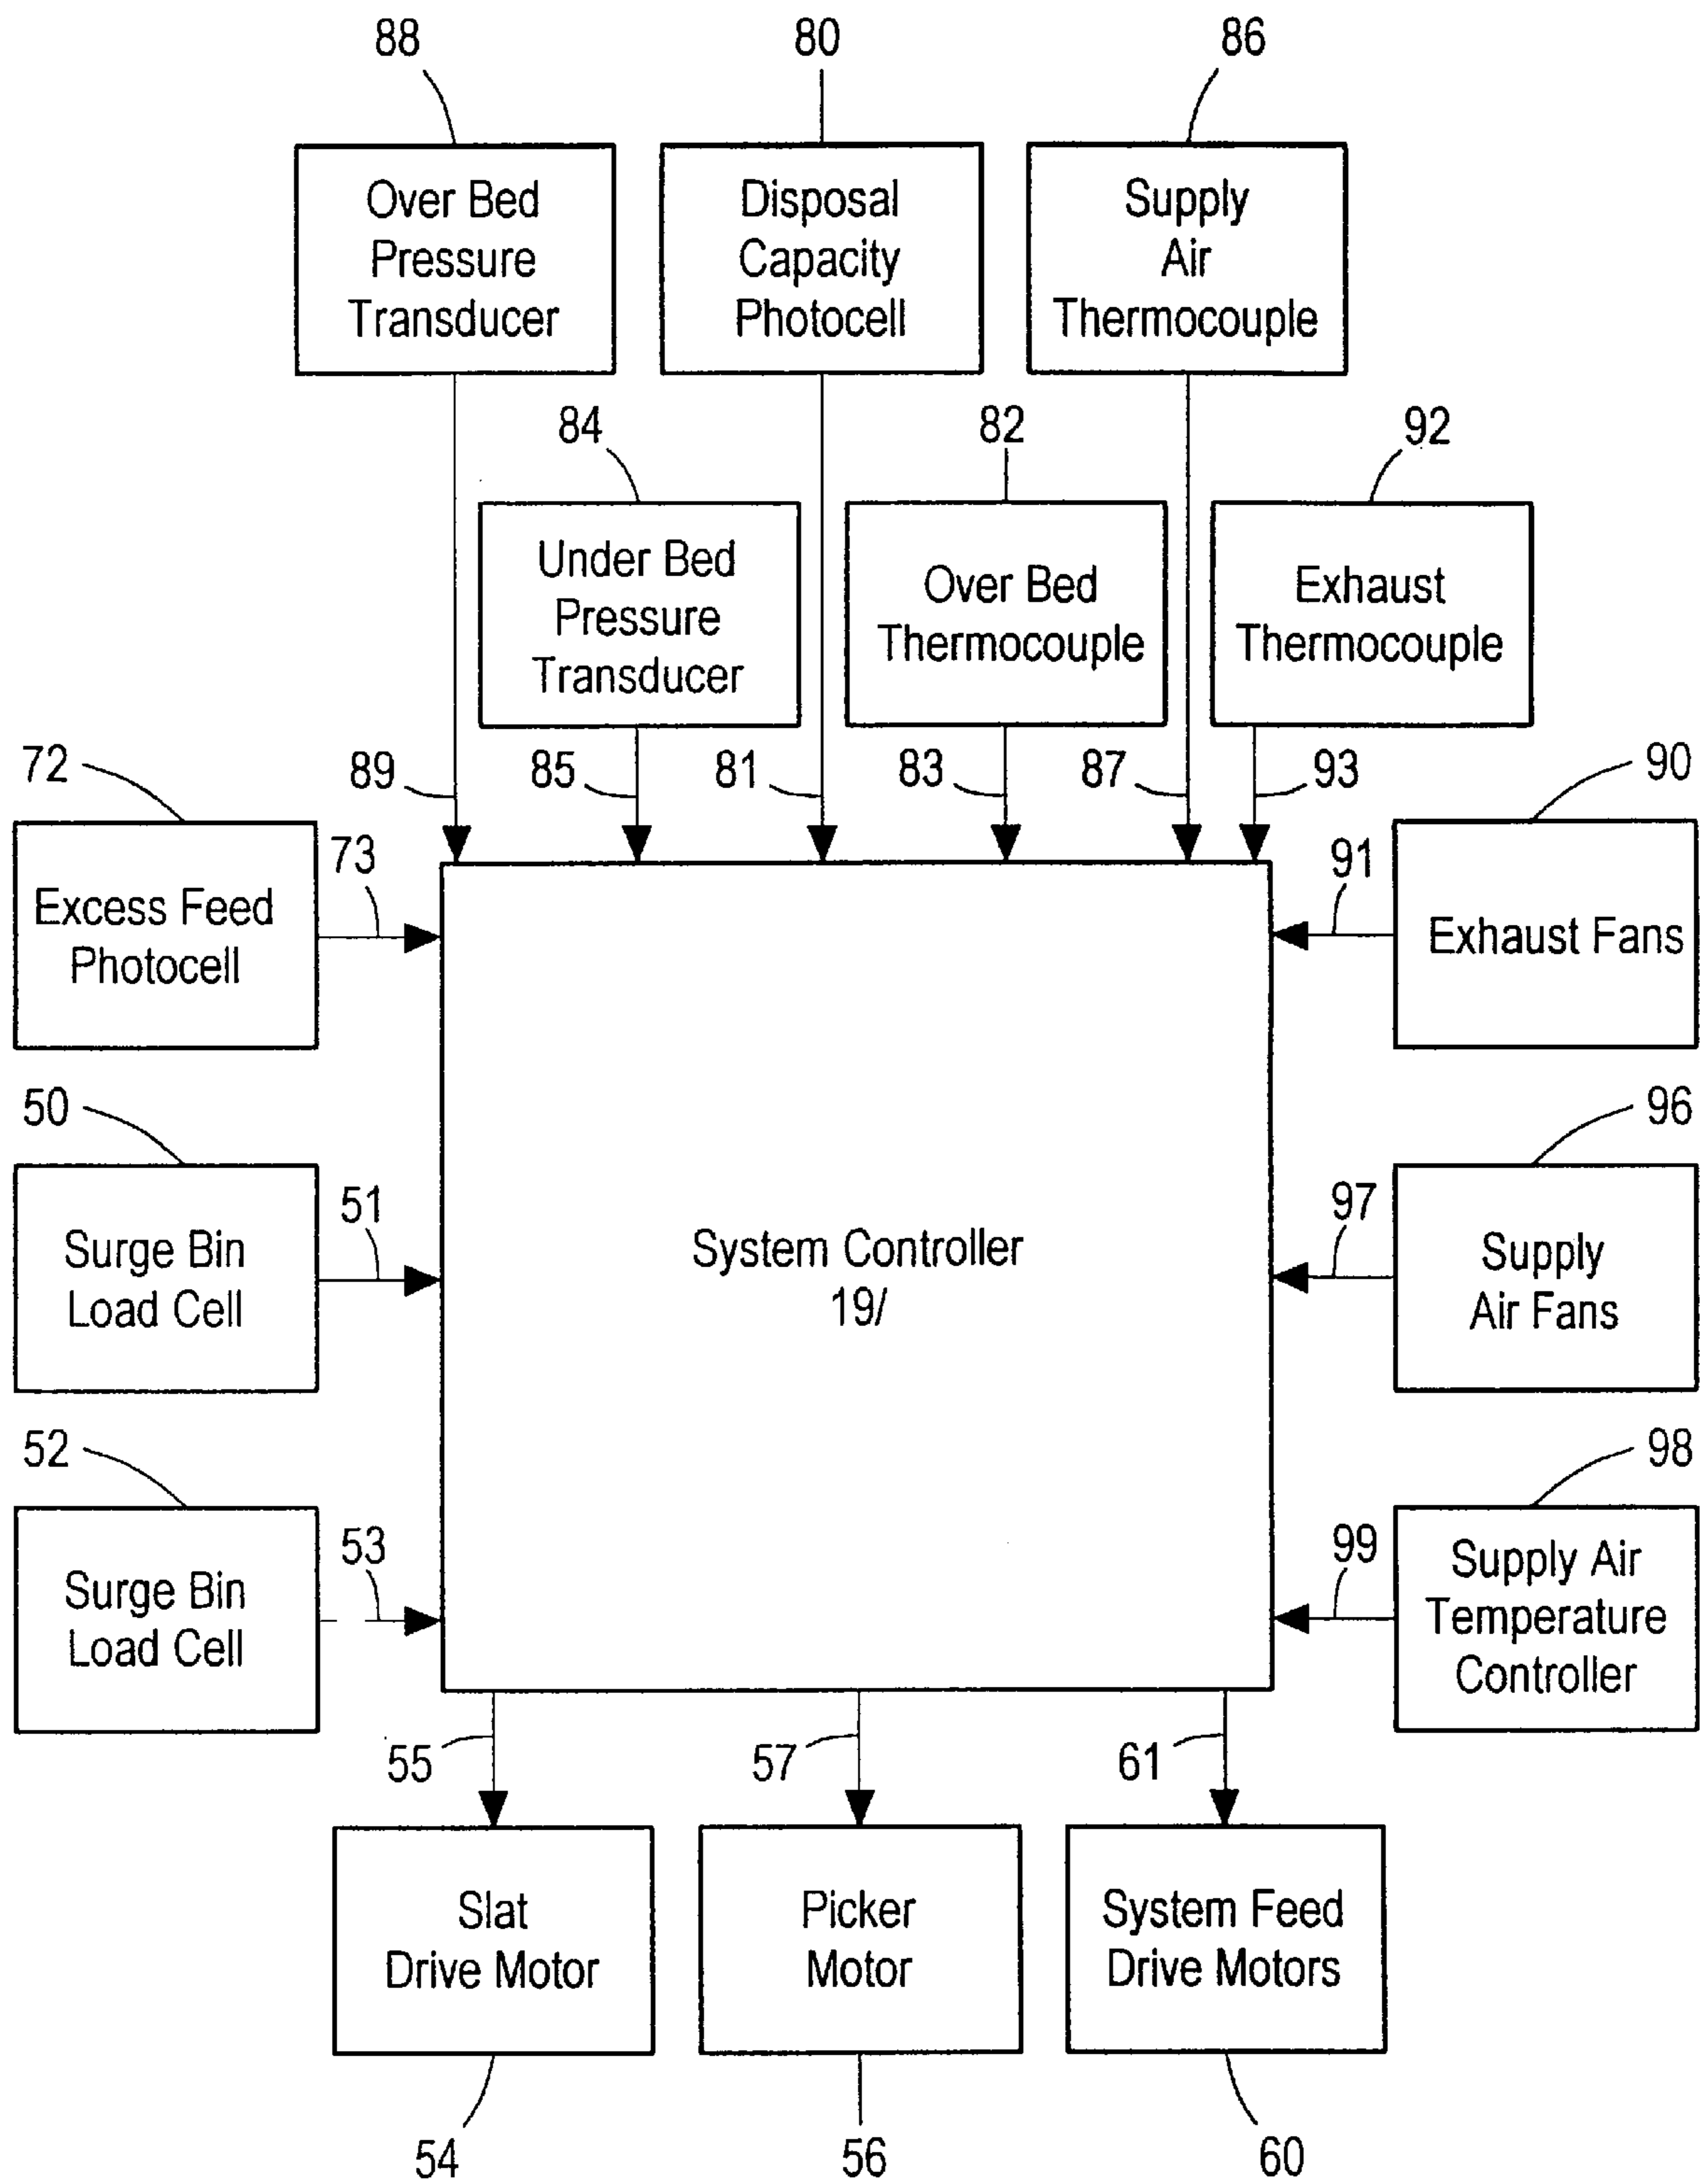 88
80
86
Over Bed
Pressure
Transducer
Disposal
Capacity
Photocell
Supply
Air
Thermocouple
84
82
92
Under Bed
Pressure
Transducer
Over Bed
Thermocouple
Exhaust
Thermocouple
72
89
85
81
83
87
93
90
Excess Feed
Photocell
73
91
Exhaust Fans
50
96
Surge Bin
Load Cell
51
System Controller
19/
97
Supply
Air Fans
52
98
Surge Bin
Load Cell
53
99
Supply Air
Temperature
Controller
55
57
61
Slat
Drive Motor
Picker
Motor
System Feed
Drive Motors
54
56
60